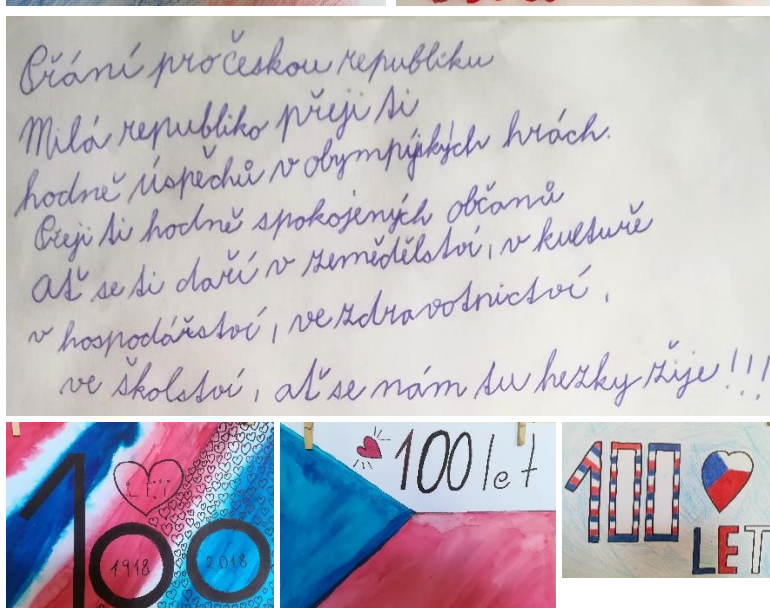 Přání pro českou republiku
Milá republiko přeji ti
hodně úspěchů v olympijských hrách.
Přeji ti hodně spokojených občanů
Ať se ti daří v zemědělství, v kultuře
v hospodářství, ve zdravotnictví,
ve školství, ať se nám tu hezky žije!!!
LETÍ
100
1918 2018
100 let
100
LET